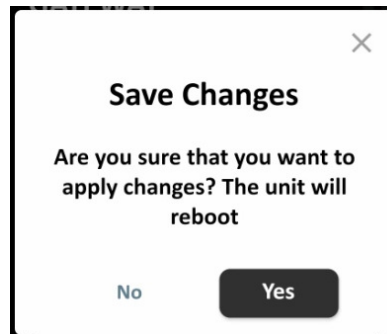 Save Changes
Are you sure that you want to
apply changes? The unit will
reboot
No
Yes